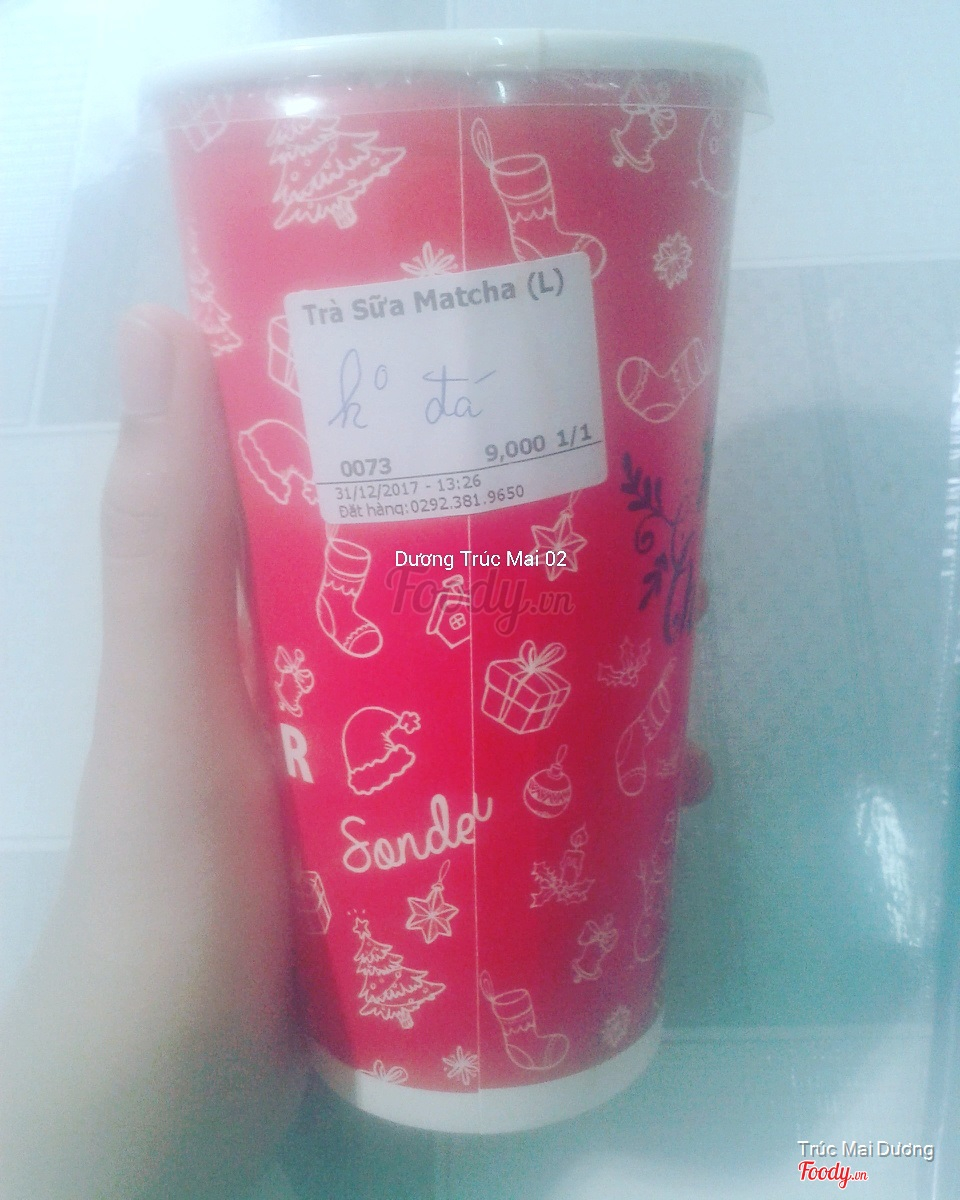 Trà Sữa Matcha (L)
k° đá
0073 9,000 1/1
31/12/2017 - 13:26
Đặt hàng:0292.381.9650
Dương Trúc Mai 02
Foody.vn
R
Sonde
Trúc Mai Dương
Foody.vn